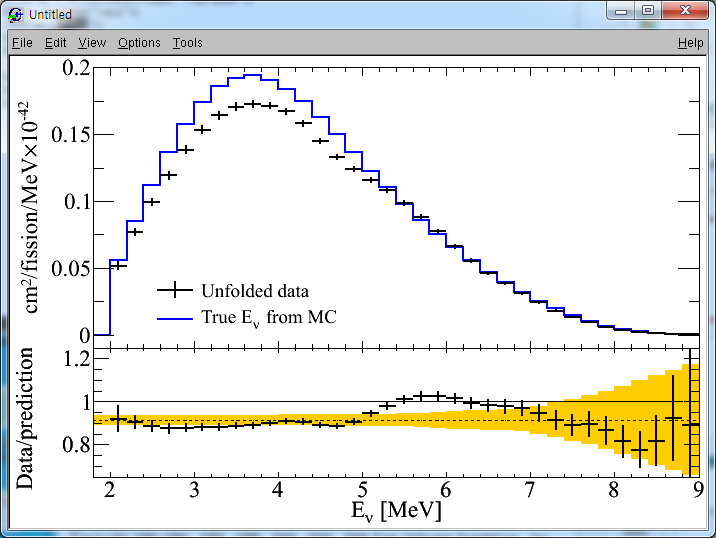 Untitled
File Edit View Options Tools Help
cm²/fission/MeV×10⁻⁴²
0.2
0.15
0.1
0.05
0
Unfolded data
True Eν from MC
Data/prediction
1.2
1
0.8
2 3 4 5 6 7 8 9
Eν [MeV]